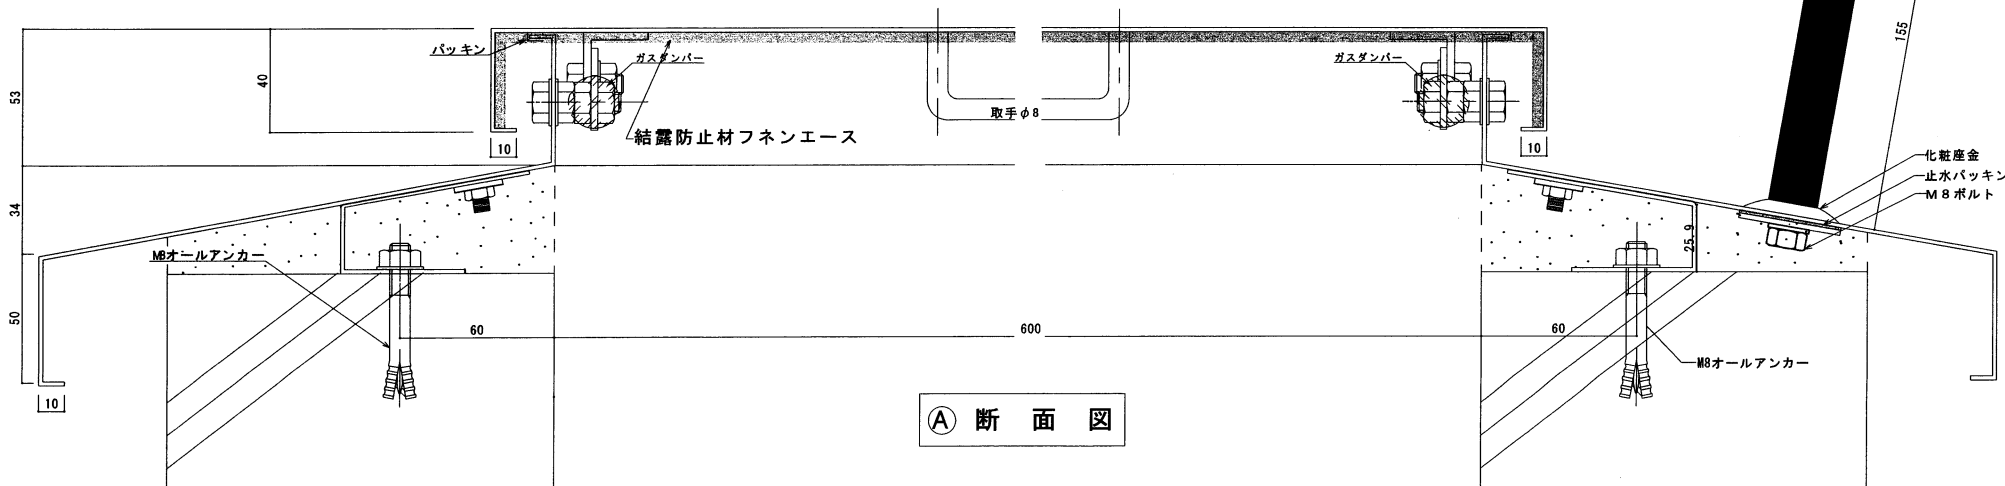 155
パッキン
ガスダンパー
ガスダンパー
40
53
取手φ8
結露防止材フネンエース
10
10
化粧座金
止水パッキン
M8ボルト
34
25.9
M8オールアンカー
50
60
600
60
M8オールアンカー
10
Ⓐ 断 面 図